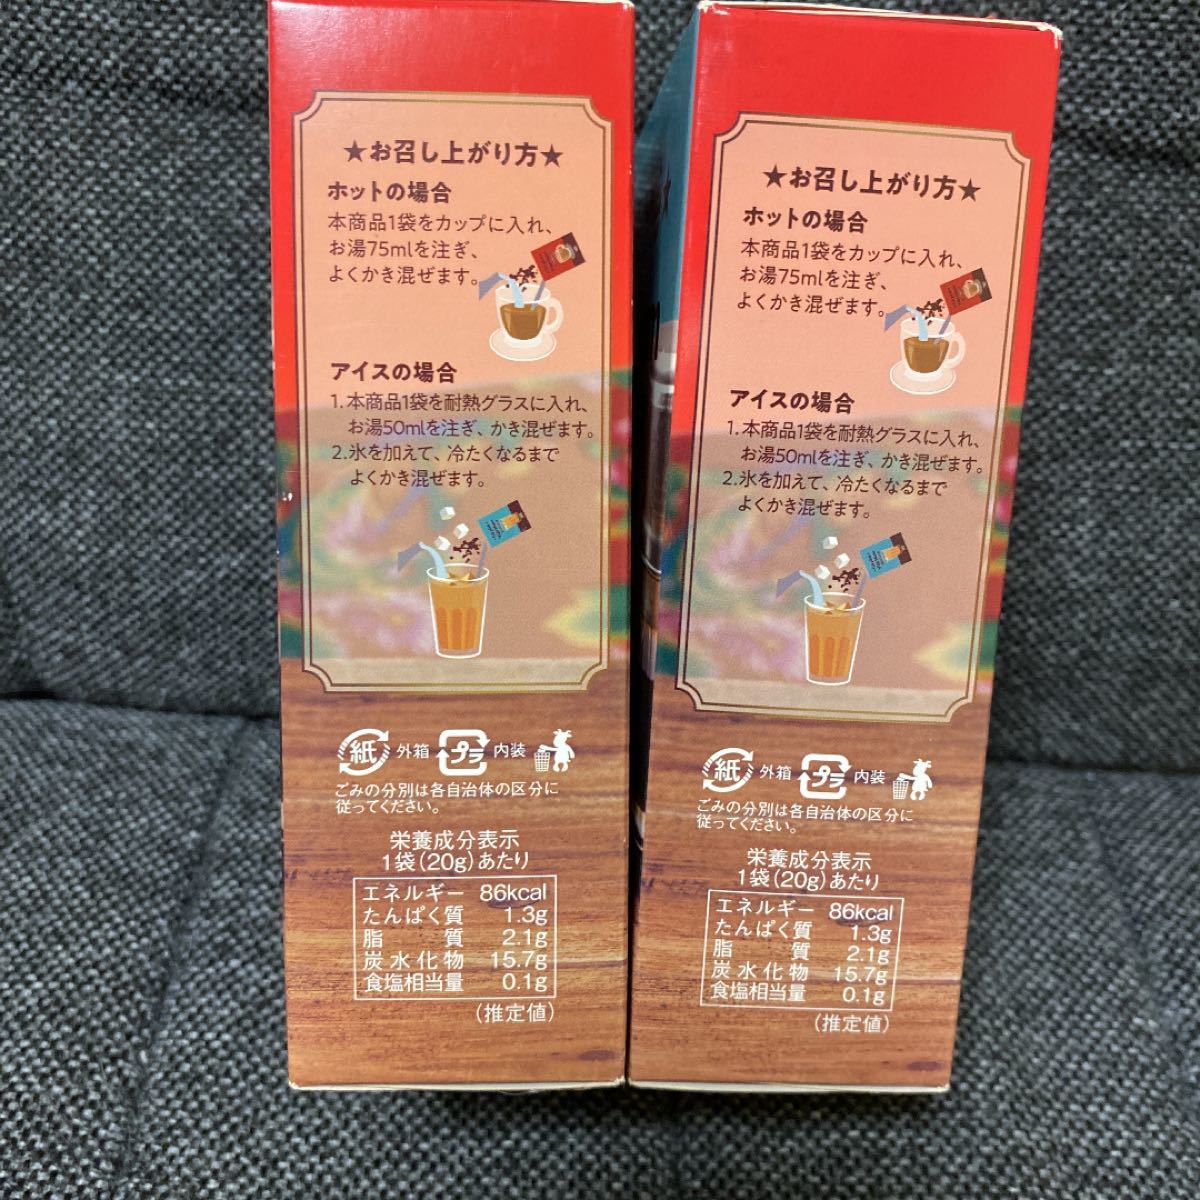 ★お召し上がり方★
ホットの場合
本商品1袋をカップに入れ、
お湯75mlを注ぎ、
よくかき混ぜます。
アイスの場合
1.本商品1袋を耐熱グラスに入れ、
お湯50mlを注ぎ、かき混ぜます。
2.氷を加えて、冷たくなるまで
よくかき混ぜます。
紙 外箱 プラ 内装
ごみの分別は各自治体の区分に
従ってください。
栄養成分表示
1袋(20g)あたり
エネルギー 86kcal
たんぱく質 1.3g
脂質 2.1g
炭水化物 15.7g
食塩相当量 0.1g
(推定値)
★お召し上がり方★
ホットの場合
本商品1袋をカップに入れ、
お湯75mlを注ぎ、
よくかき混ぜます。
アイスの場合
1.本商品1袋を耐熱グラスに入れ、
お湯50mlを注ぎ、かき混ぜます。
2.氷を加えて、冷たくなるまで
よくかき混ぜます。
紙 外箱 プラ 内装
ごみの分別は各自治体の区分に
従ってください。
栄養成分表示
1袋(20g)あたり
エネルギー 86kcal
たんぱく質 1.3g
脂質 2.1g
炭水化物 15.7g
食塩相当量 0.1g
(推定値)